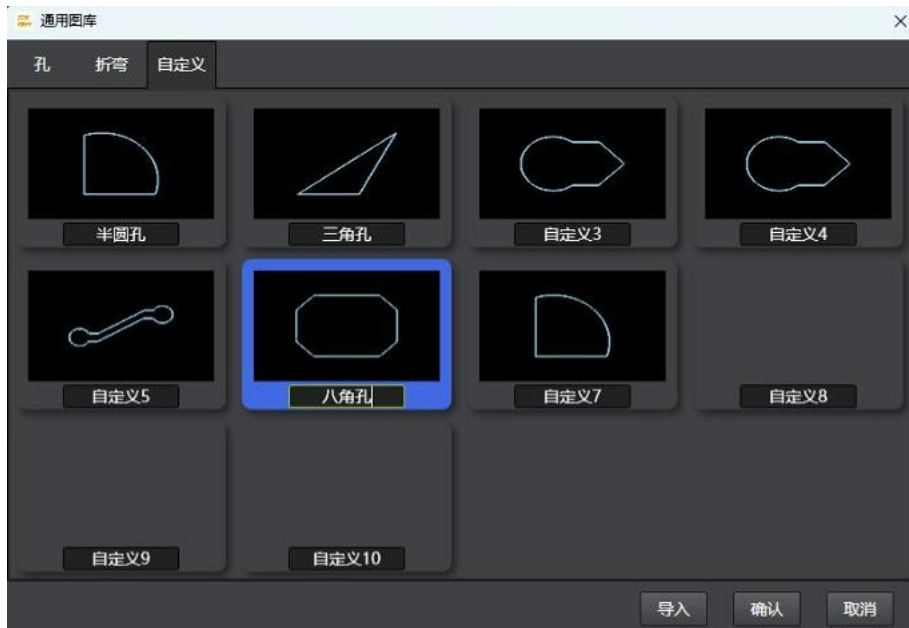 通用图库
孔 折弯 自定义
半圆孔 三角孔 自定义3 自定义4
自定义5 八角孔 自定义7 自定义8
自定义9 自定义10
导入 确认 取消